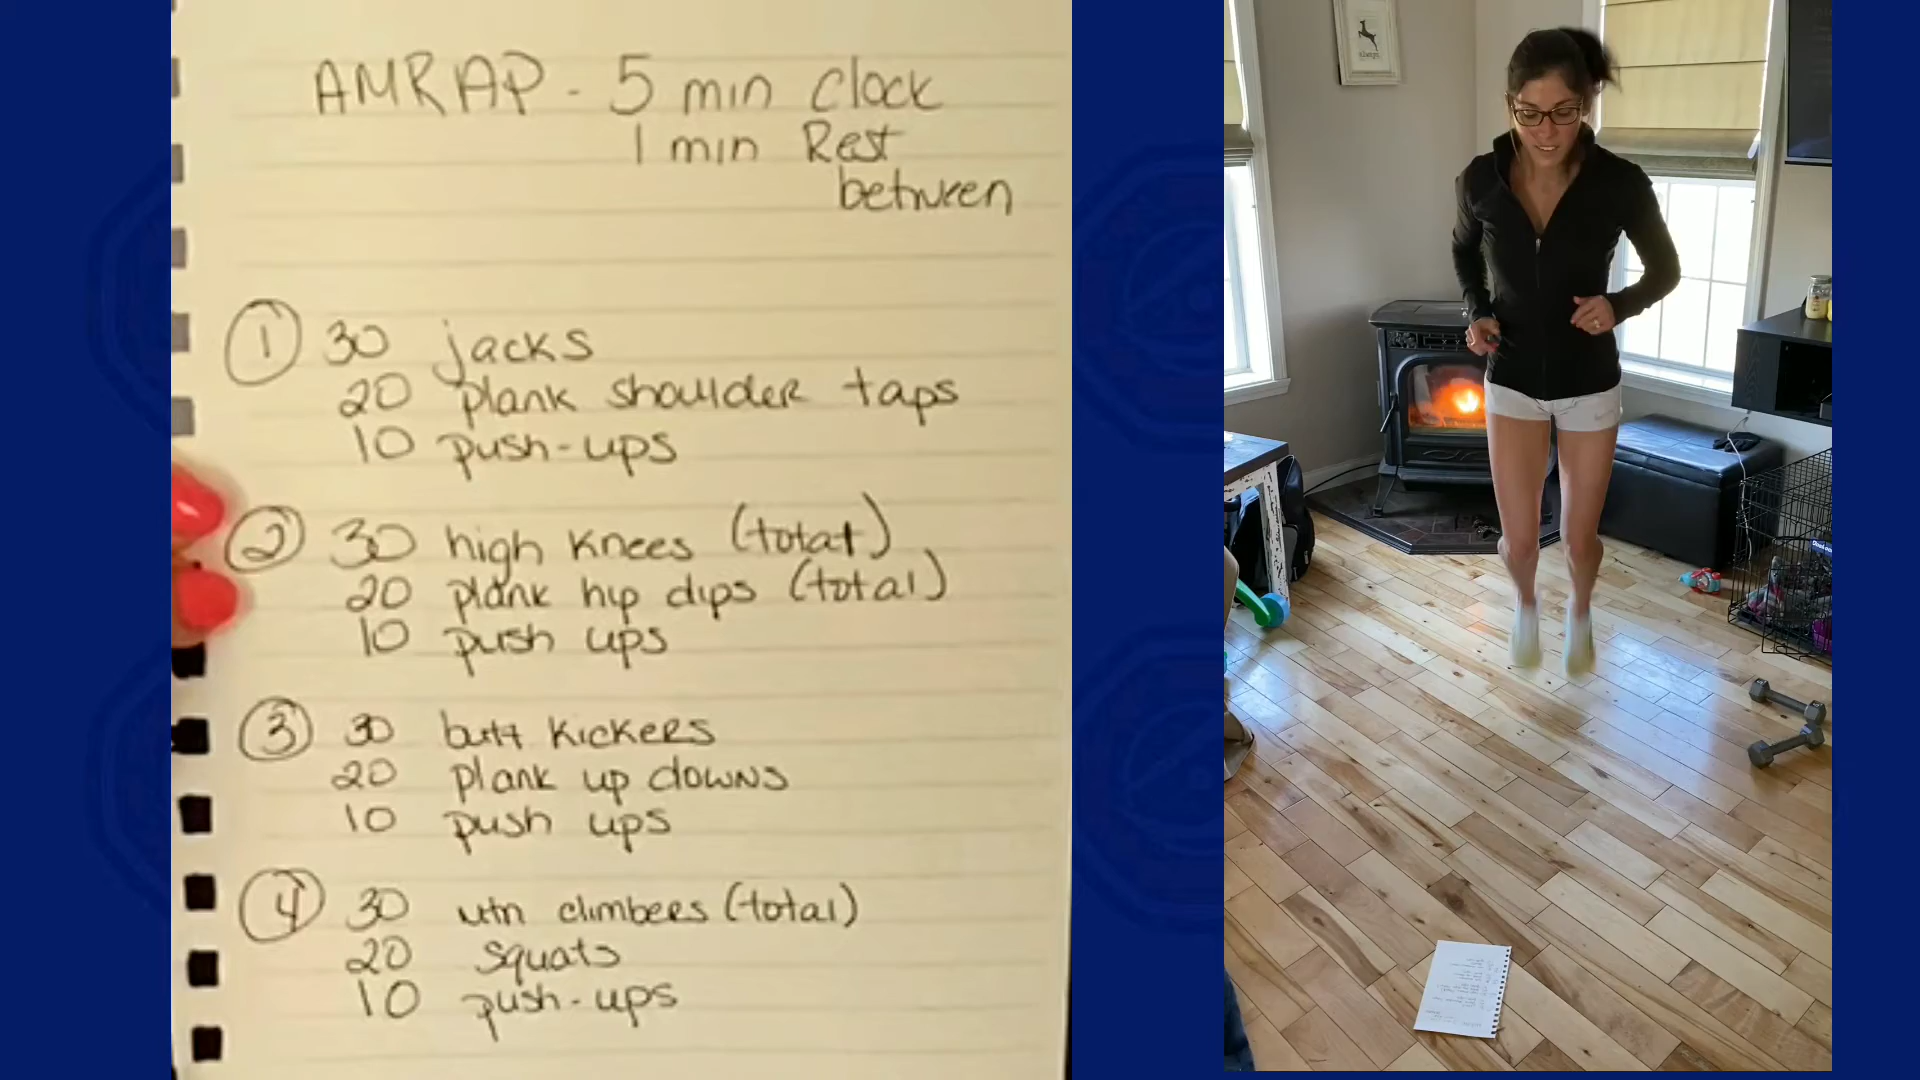 AMRAP - 5 min Clock
1 min Rest
between
1 30 jacks
20 plank shoulder taps
10 push-ups
2 30 high knees (total)
20 plank hip dips (total)
10 push ups
3 30 butt kickers
20 plank up downs
10 push ups
4 30 mtn climbers (total)
20 squats
10 push-ups